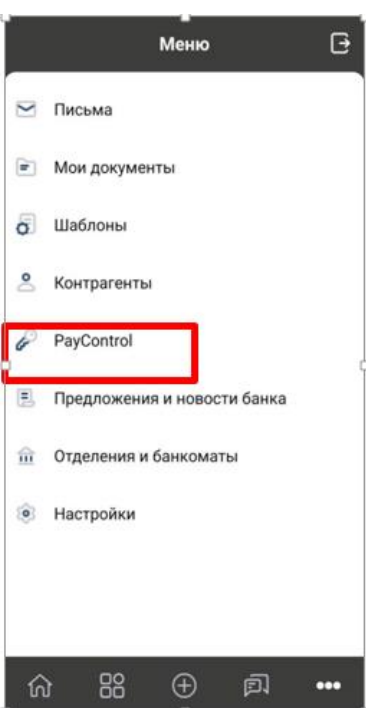 Меню
Письма
Мои документы
Шаблоны
Контрагенты
PayControl
Предложения и новости банка
Отделения и банкоматы
Настройки